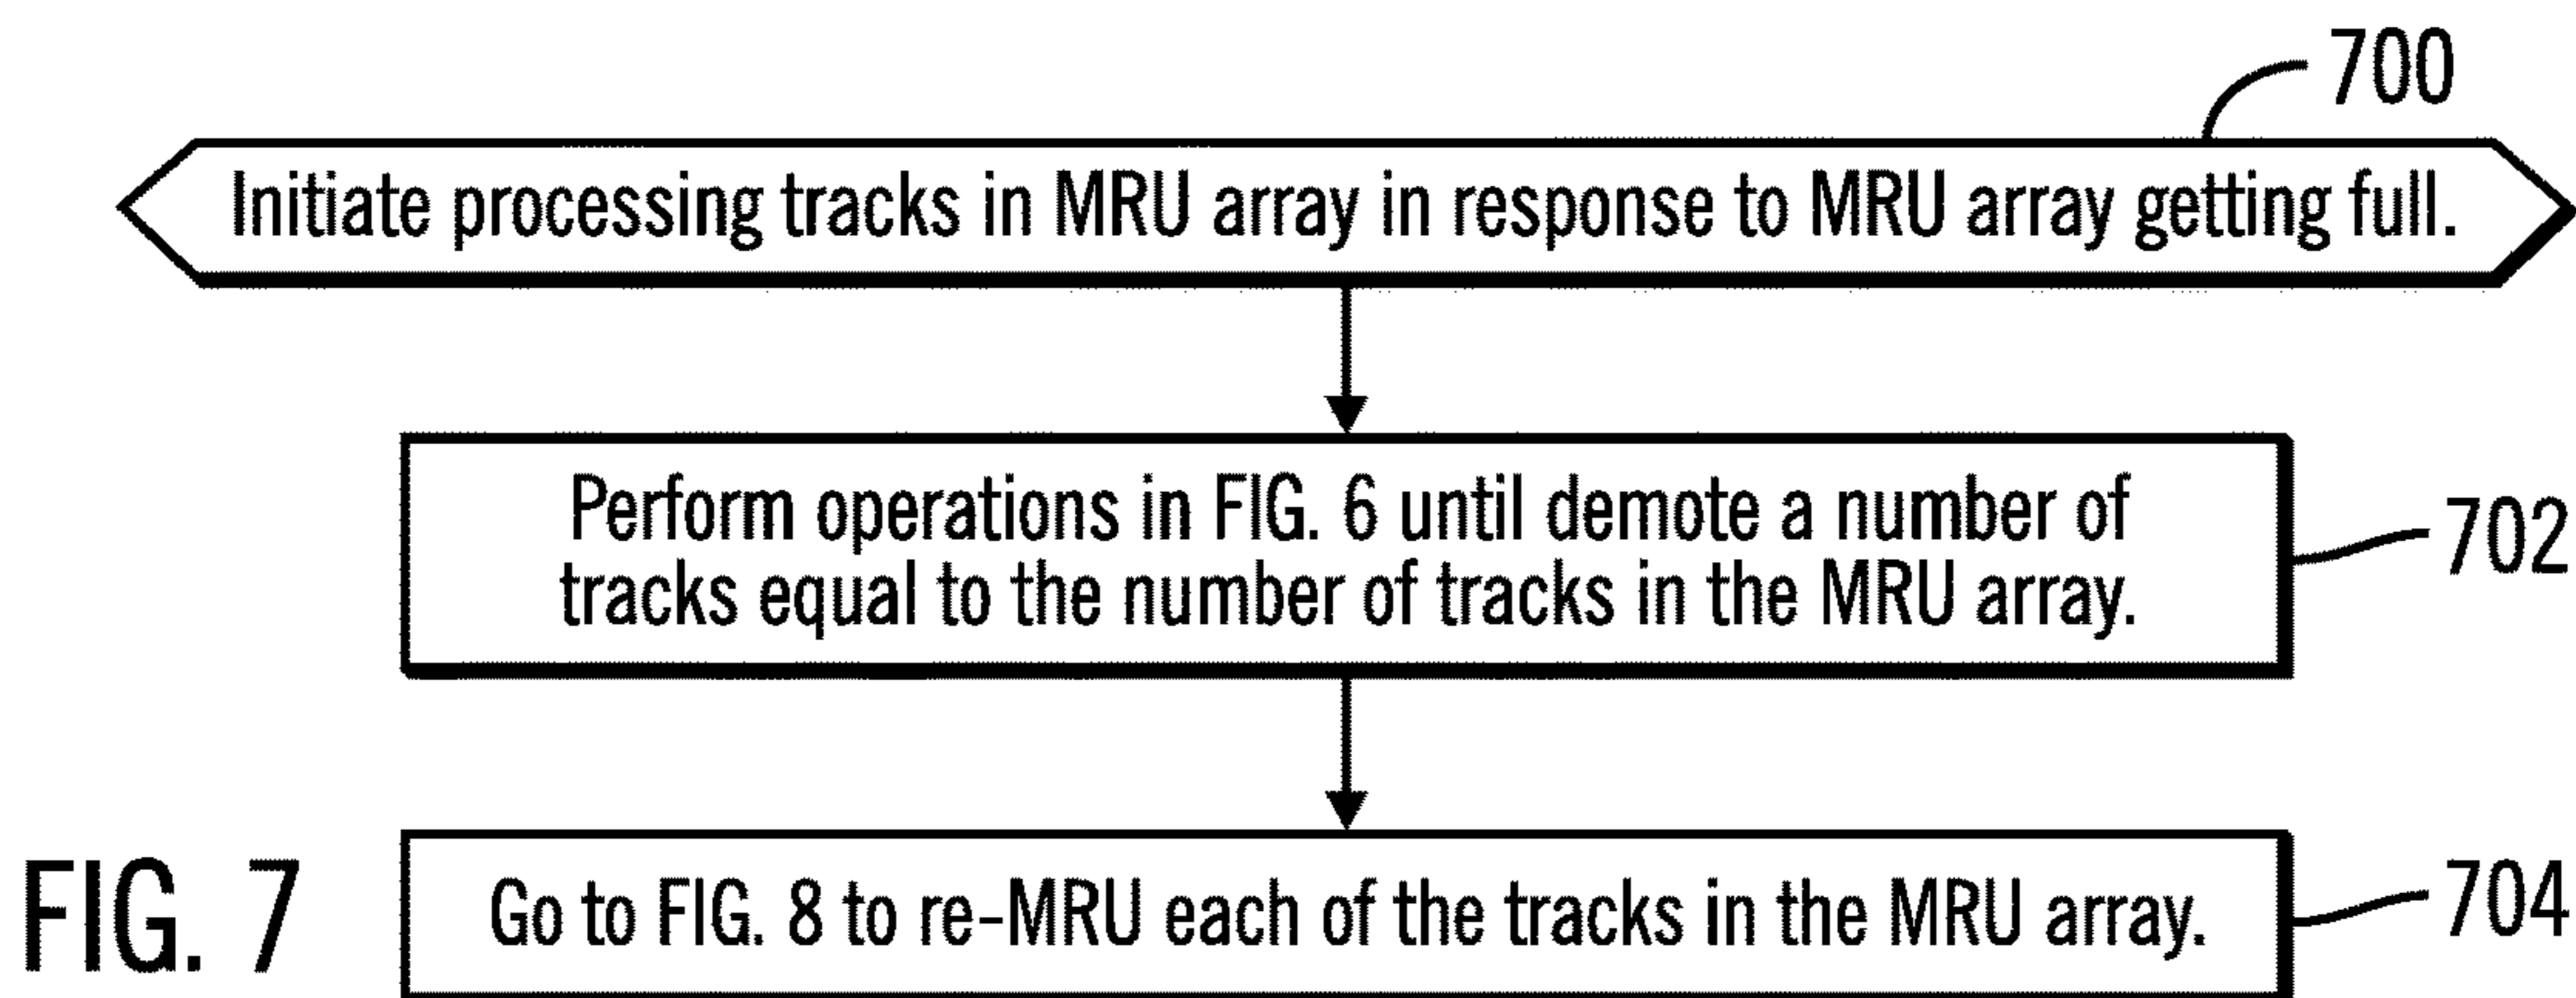 700
Initiate processing tracks in MRU array in response to MRU array getting full.
Perform operations in FIG. 6 until demote a number of
tracks equal to the number of tracks in the MRU array.
702
Go to FIG. 8 to re-MRU each of the tracks in the MRU array.
704
FIG. 7